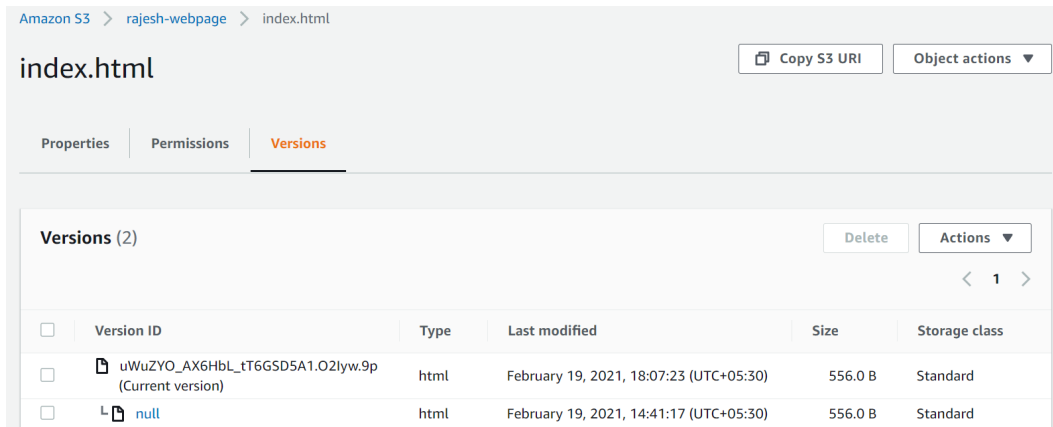 Amazon S3 > rajesh-webpage > index.html
index.html
Copy S3 URI
Object actions ▼
Properties
Permissions
Versions
Versions (2)
Delete
Actions ▼
< 1 >
Version ID Type Last modified Size Storage class
uWuZYO_AX6HbL_tT6GSD5A1.O2Iyw.9p
(Current version)
html February 19, 2021, 18:07:23 (UTC+05:30) 556.0 B Standard
null html February 19, 2021, 14:41:17 (UTC+05:30) 556.0 B Standard